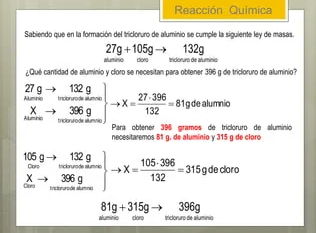 Reacción Química
Sabiendo que en la formación del tricloruro de aluminio se cumple la siguiente ley de masas.
27g + 105g → 132g
aluminio cloro tricloruro de aluminio
¿Qué cantidad de aluminio y cloro se necesitan para obtener 396 g de tricloruro de aluminio?
27 g → 132 g
Aluminio tricloruro de aluminio
X → 396 g
Aluminio tricloruro de aluminio
→ X = 27·396 / 132 = 81g de alumnio
Para obtener 396 gramos de tricloruro de aluminio
necesitaremos 81 g. de aluminio y 315 g de cloro
105 g → 132 g
Cloro tricloruro de aluminio
X → 396 g
Cloro tricloruro de aluminio
→ X = 105·396 / 132 = 315 g de cloro
81g + 315g → 396g
aluminio cloro tricloruro de aluminio